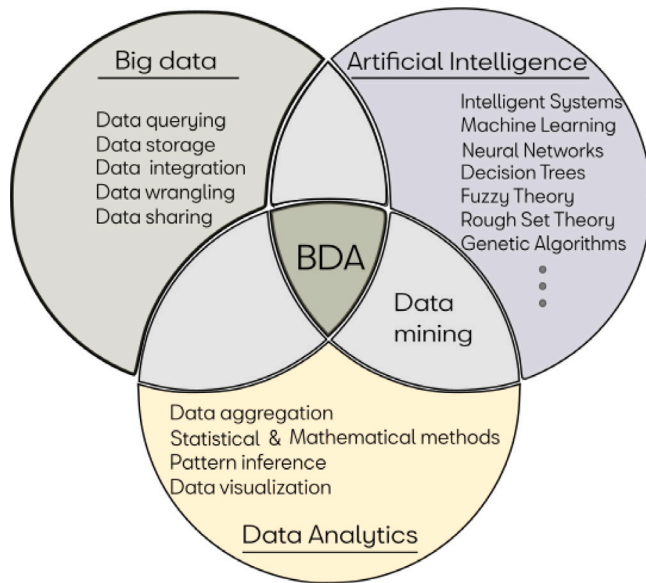 Big data
Data querying
Data storage
Data integration
Data wrangling
Data sharing
Artificial Intelligence
Intelligent Systems
Machine Learning
Neural Networks
Decision Trees
Fuzzy Theory
Rough Set Theory
Genetic Algorithms
BDA
Data
mining
Data aggregation
Statistical & Mathematical methods
Pattern inference
Data visualization
Data Analytics